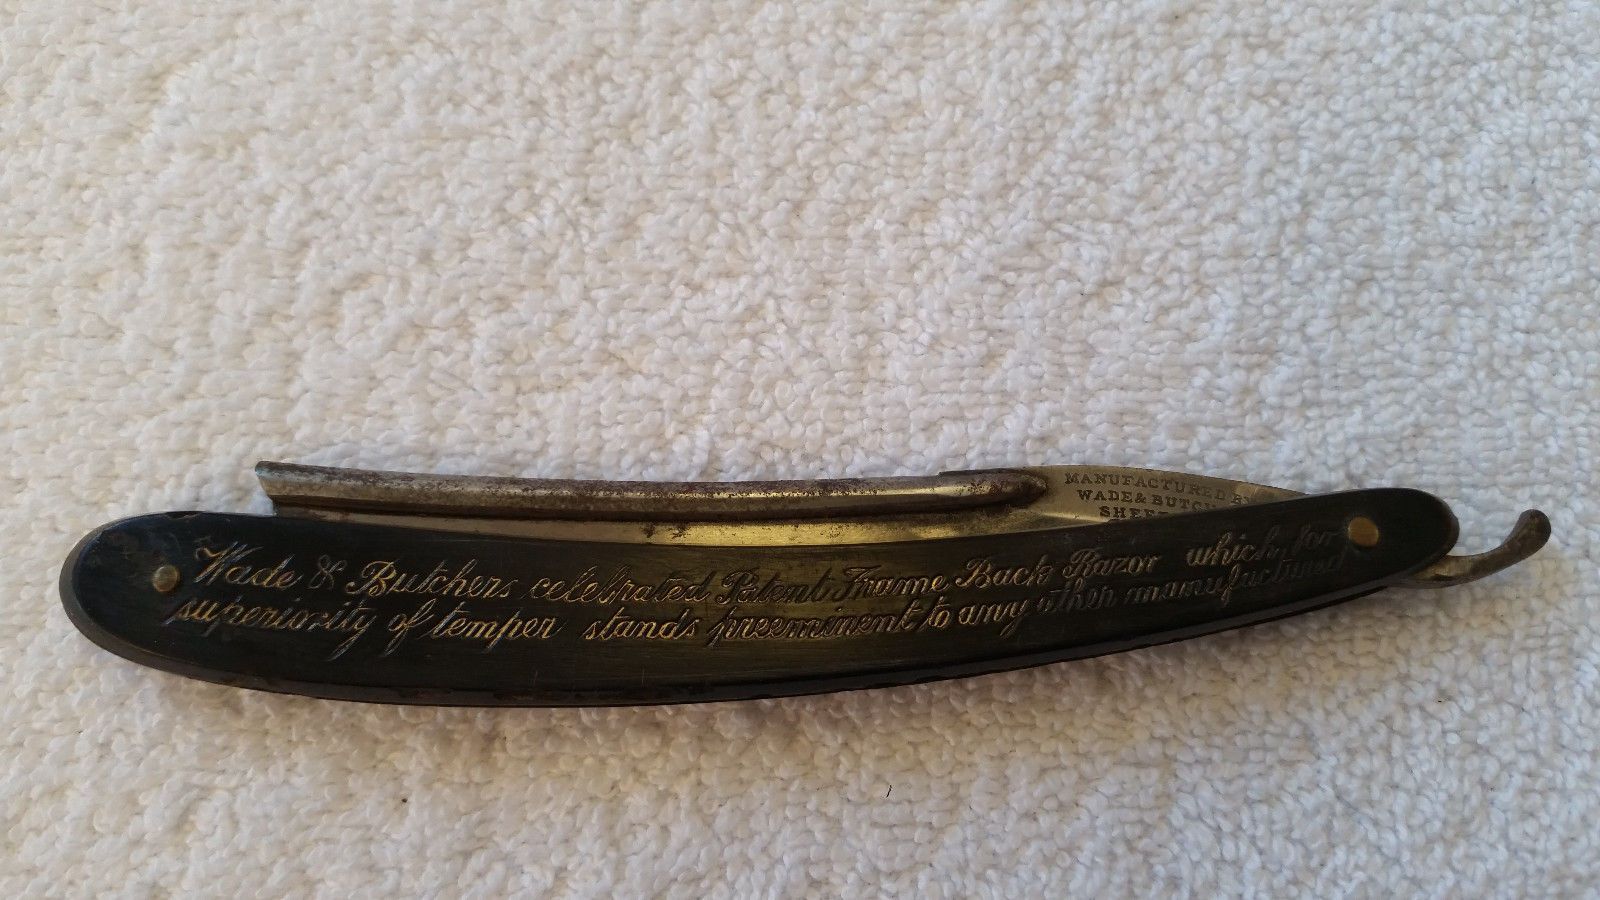 MANUFACTURED BY
WADE & BUTCH
SHEF
Wade & Butchers celebrated Patent Frame Back Razor which for
superiority of temper stands preeminent to any other manufactured